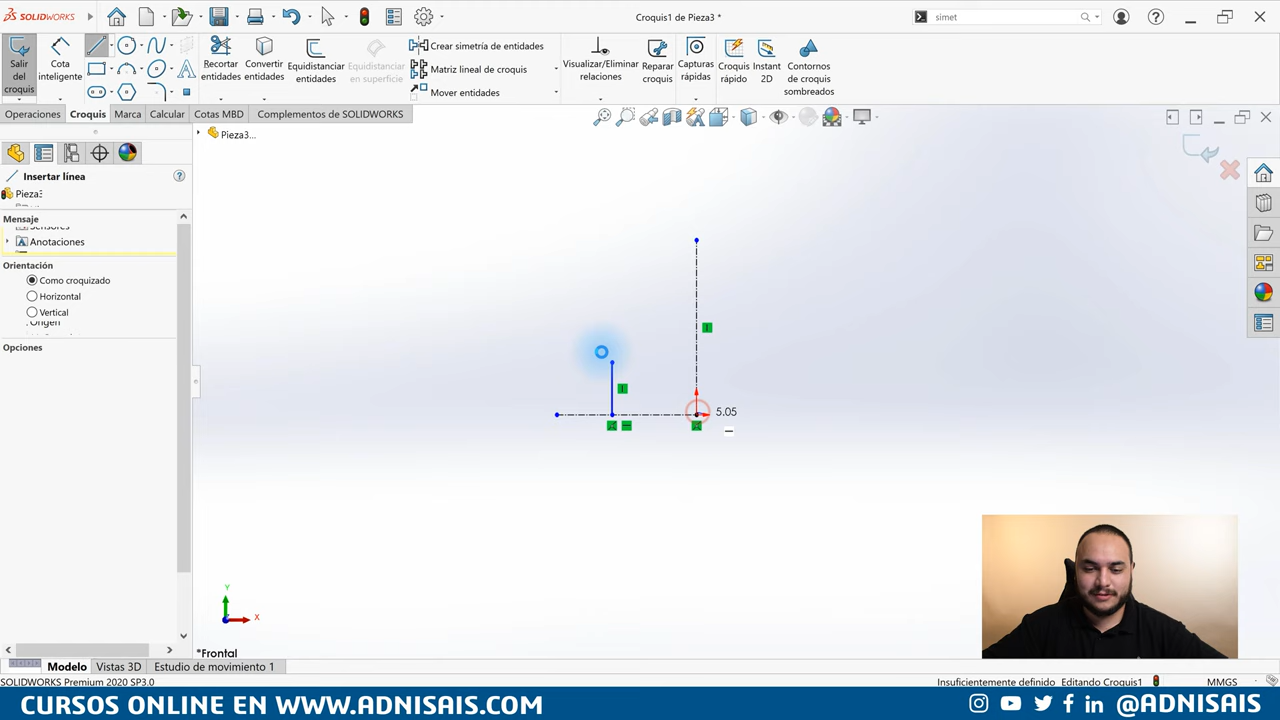 SOLIDWORKS
Croquis1 de Pieza3 *
simet
Salir del croquis
Cota inteligente
Recortar entidades
Convertir entidades
Equidistanciar entidades
Equidistanciar en superficie
Crear simetría de entidades
Matriz lineal de croquis
Mover entidades
Visualizar/Eliminar relaciones
Reparar croquis
Capturas rápidas
Croquis rápido
Instant 2D
Contornos de croquis sombreados
Operaciones
Croquis
Marca
Calcular
Cotas MBD
Complementos de SOLIDWORKS
Pieza3...
Insertar línea
Pieza3
Mensaje
Sensores
Anotaciones
Orientación
Como croquizado
Horizontal
Vertical
Origen
Opciones
5.05
Y
X
*Frontal
Modelo
Vistas 3D
Estudio de movimiento 1
SOLIDWORKS Premium 2020 SP3.0
Insuficientemente definido
Editando Croquis1
MMGS
CURSOS ONLINE EN WWW.ADNISAIS.COM
@ADNISAIS